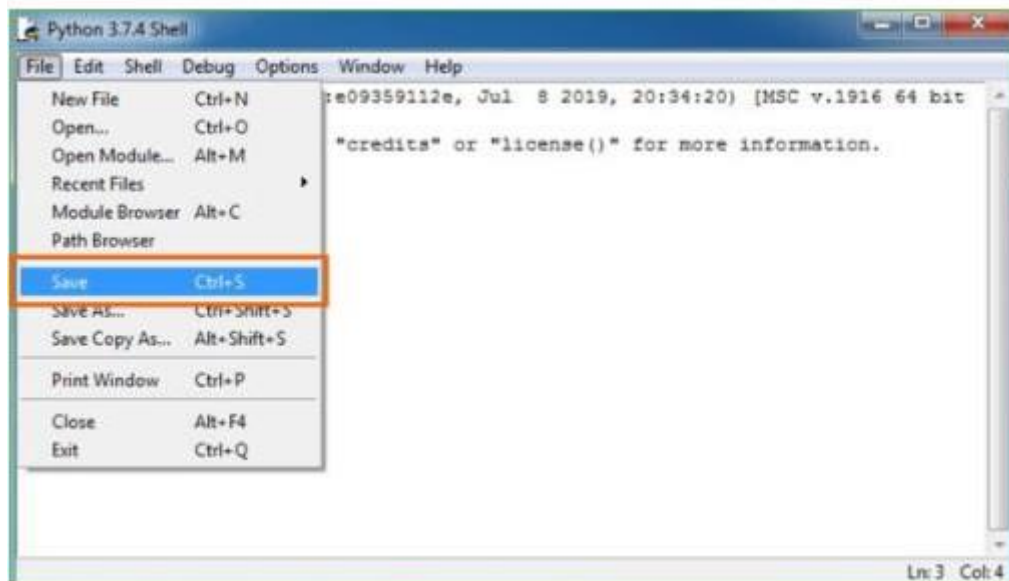 Python 3.7.4 Shell
File Edit Shell Debug Options Window Help
New File Ctrl+N
:e09359112e, Jul 8 2019, 20:34:20) [MSC v.1916 64 bit
Open... Ctrl+O
Open Module... Alt+M
"credits" or "license()" for more information.
Recent Files
Module Browser Alt+C
Path Browser
Save Ctrl+S
Save As... Ctrl+Shift+S
Save Copy As... Alt+Shift+S
Print Window Ctrl+P
Close Alt+F4
Exit Ctrl+Q
Ln: 3 Col: 4